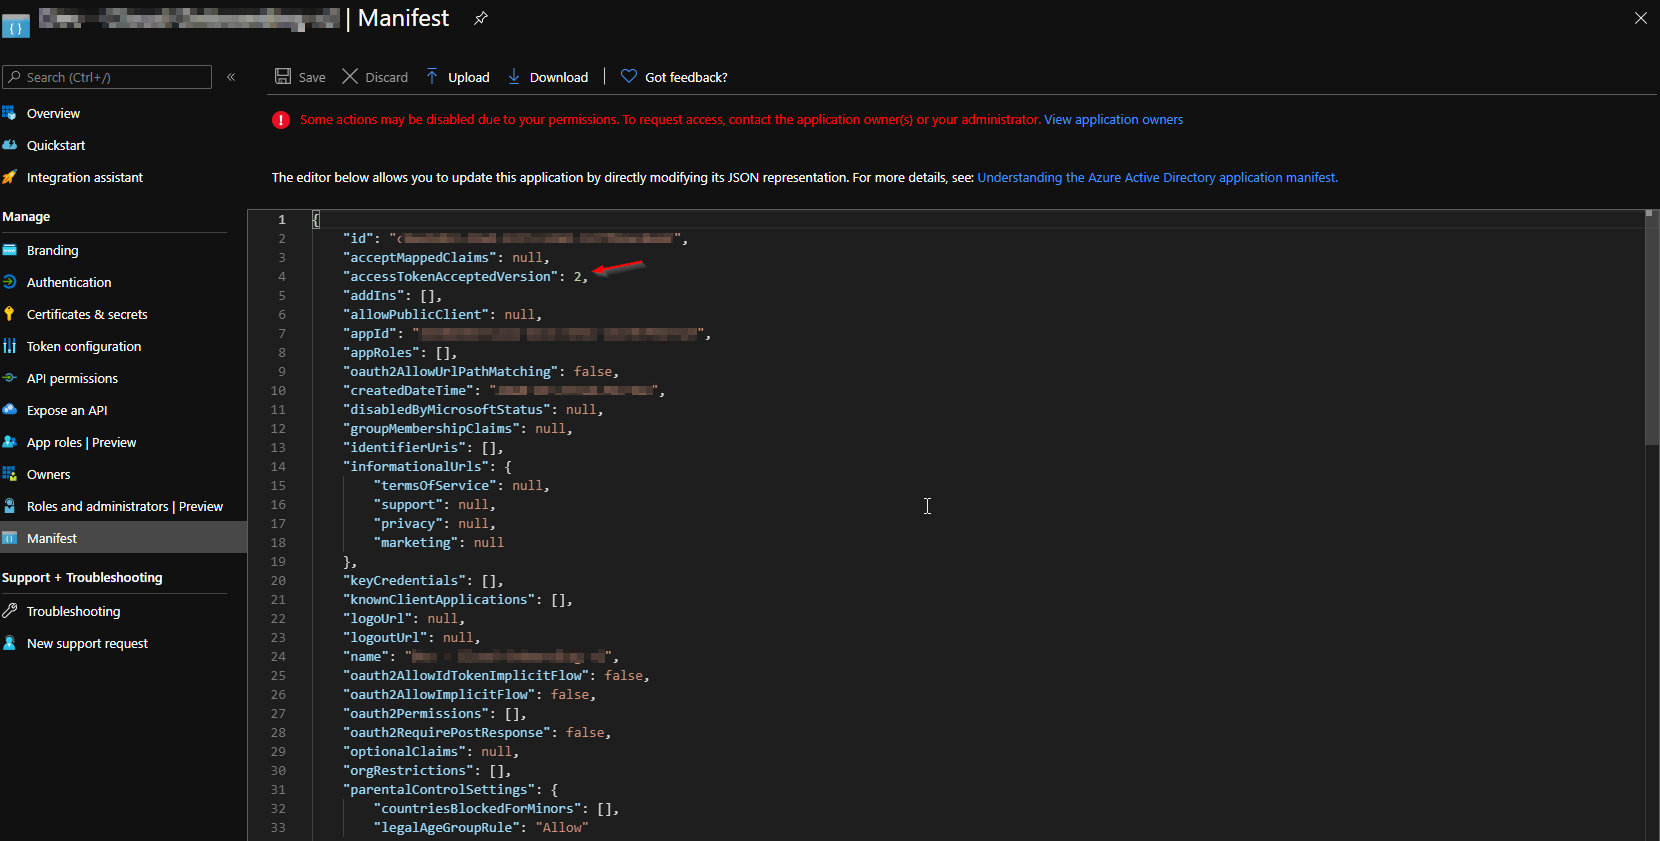 | Manifest
Search (Ctrl+/)
«
Save
Discard
Upload
Download
Got feedback?
Overview
Quickstart
Integration assistant
Manage
Branding
Authentication
Certificates & secrets
Token configuration
API permissions
Expose an API
App roles | Preview
Owners
Roles and administrators | Preview
Manifest
Support + Troubleshooting
Troubleshooting
New support request
Some actions may be disabled due to your permissions. To request access, contact the application owner(s) or your administrator. View application owners
The editor below allows you to update this application by directly modifying its JSON representation. For more details, see: Understanding the Azure Active Directory application manifest.
1 {
2 "id": "",
3 "acceptMappedClaims": null,
4 "accessTokenAcceptedVersion": 2,
5 "addIns": [],
6 "allowPublicClient": null,
7 "appId": "",
8 "appRoles": [],
9 "oauth2AllowUrlPathMatching": false,
10 "createdDateTime": "",
11 "disabledByMicrosoftStatus": null,
12 "groupMembershipClaims": null,
13 "identifierUris": [],
14 "informationalUrls": {
15 "termsOfService": null,
16 "support": null,
17 "privacy": null,
18 "marketing": null
19 },
20 "keyCredentials": [],
21 "knownClientApplications": [],
22 "logoUrl": null,
23 "logoutUrl": null,
24 "name": "",
25 "oauth2AllowIdTokenImplicitFlow": false,
26 "oauth2AllowImplicitFlow": false,
27 "oauth2Permissions": [],
28 "oauth2RequirePostResponse": false,
29 "optionalClaims": null,
30 "orgRestrictions": [],
31 "parentalControlSettings": {
32 "countriesBlockedForMinors": [],
33 "legalAgeGroupRule": "Allow"